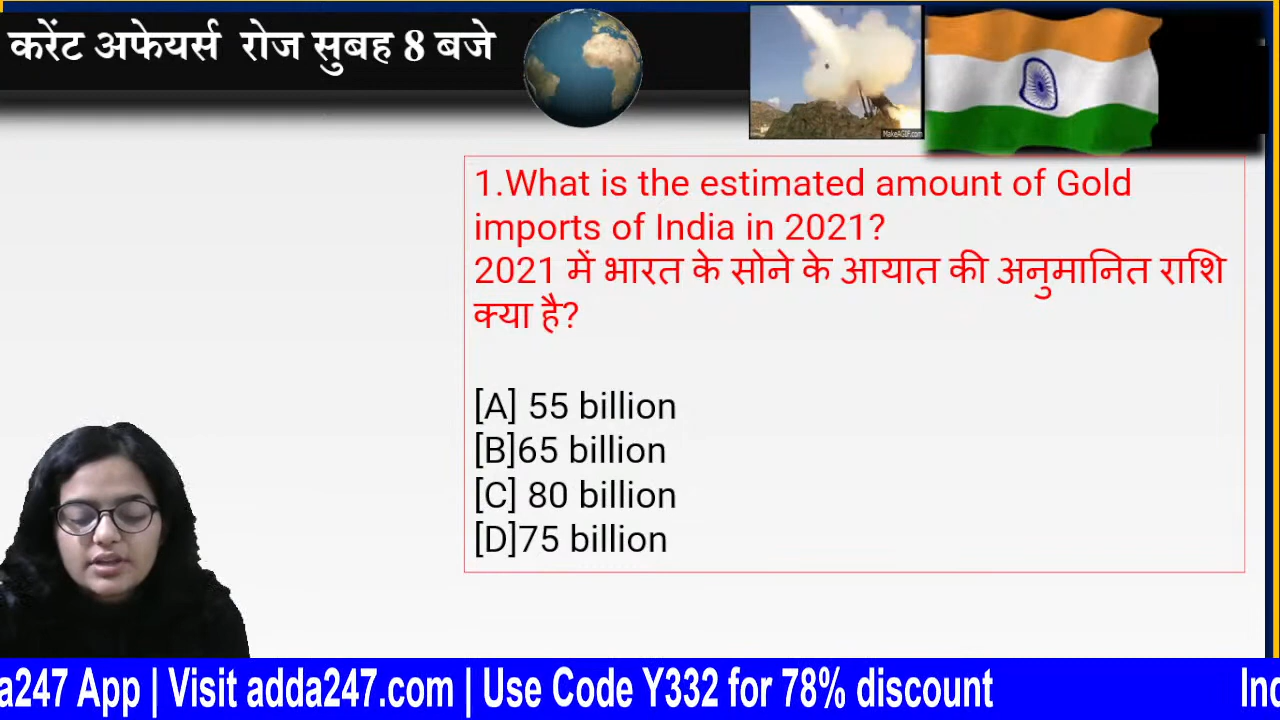 करेंट अफेयर्स रोज सुबह 8 बजे
MakeAGIF.com
1.What is the estimated amount of Gold
imports of India in 2021?
2021 में भारत के सोने के आयात की अनुमानित राशि
क्या है?
[A] 55 billion
[B]65 billion
[C] 80 billion
[D]75 billion
a247 App | Visit adda247.com | Use Code Y332 for 78% discount